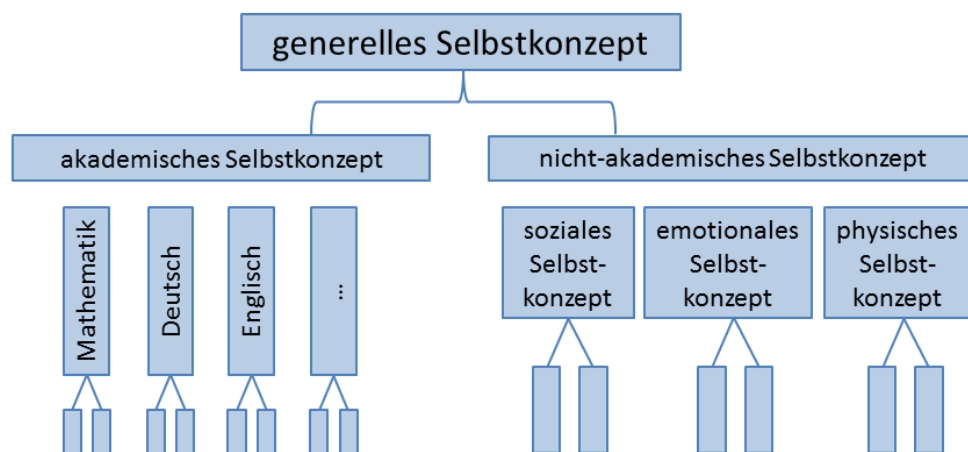 generelles Selbstkonzept
akademisches Selbstkonzept
nicht-akademisches Selbstkonzept
Mathematik
Deutsch
Englisch
...
soziales
Selbst-
konzept
emotionales
Selbst-
konzept
physisches
Selbst-
konzept